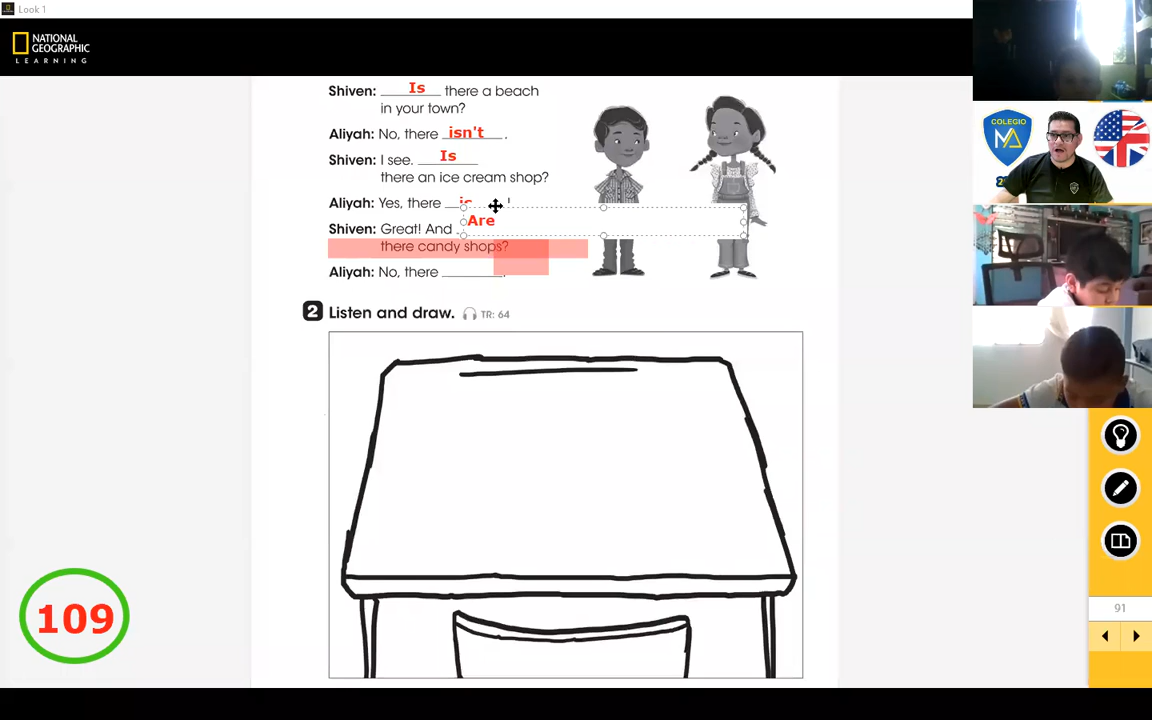 Look 1
NATIONAL
GEOGRAPHIC
LEARNING
Shiven: Is there a beach
in your town?
Aliyah: No, there isn't.
Shiven: I see. Is
there an ice cream shop?
Aliyah: Yes, there is!
Shiven: Great! And Are
there candy shops?
Aliyah: No, there ________.
2 Listen and draw. TR: 64
COLEGIO
MA
109
91